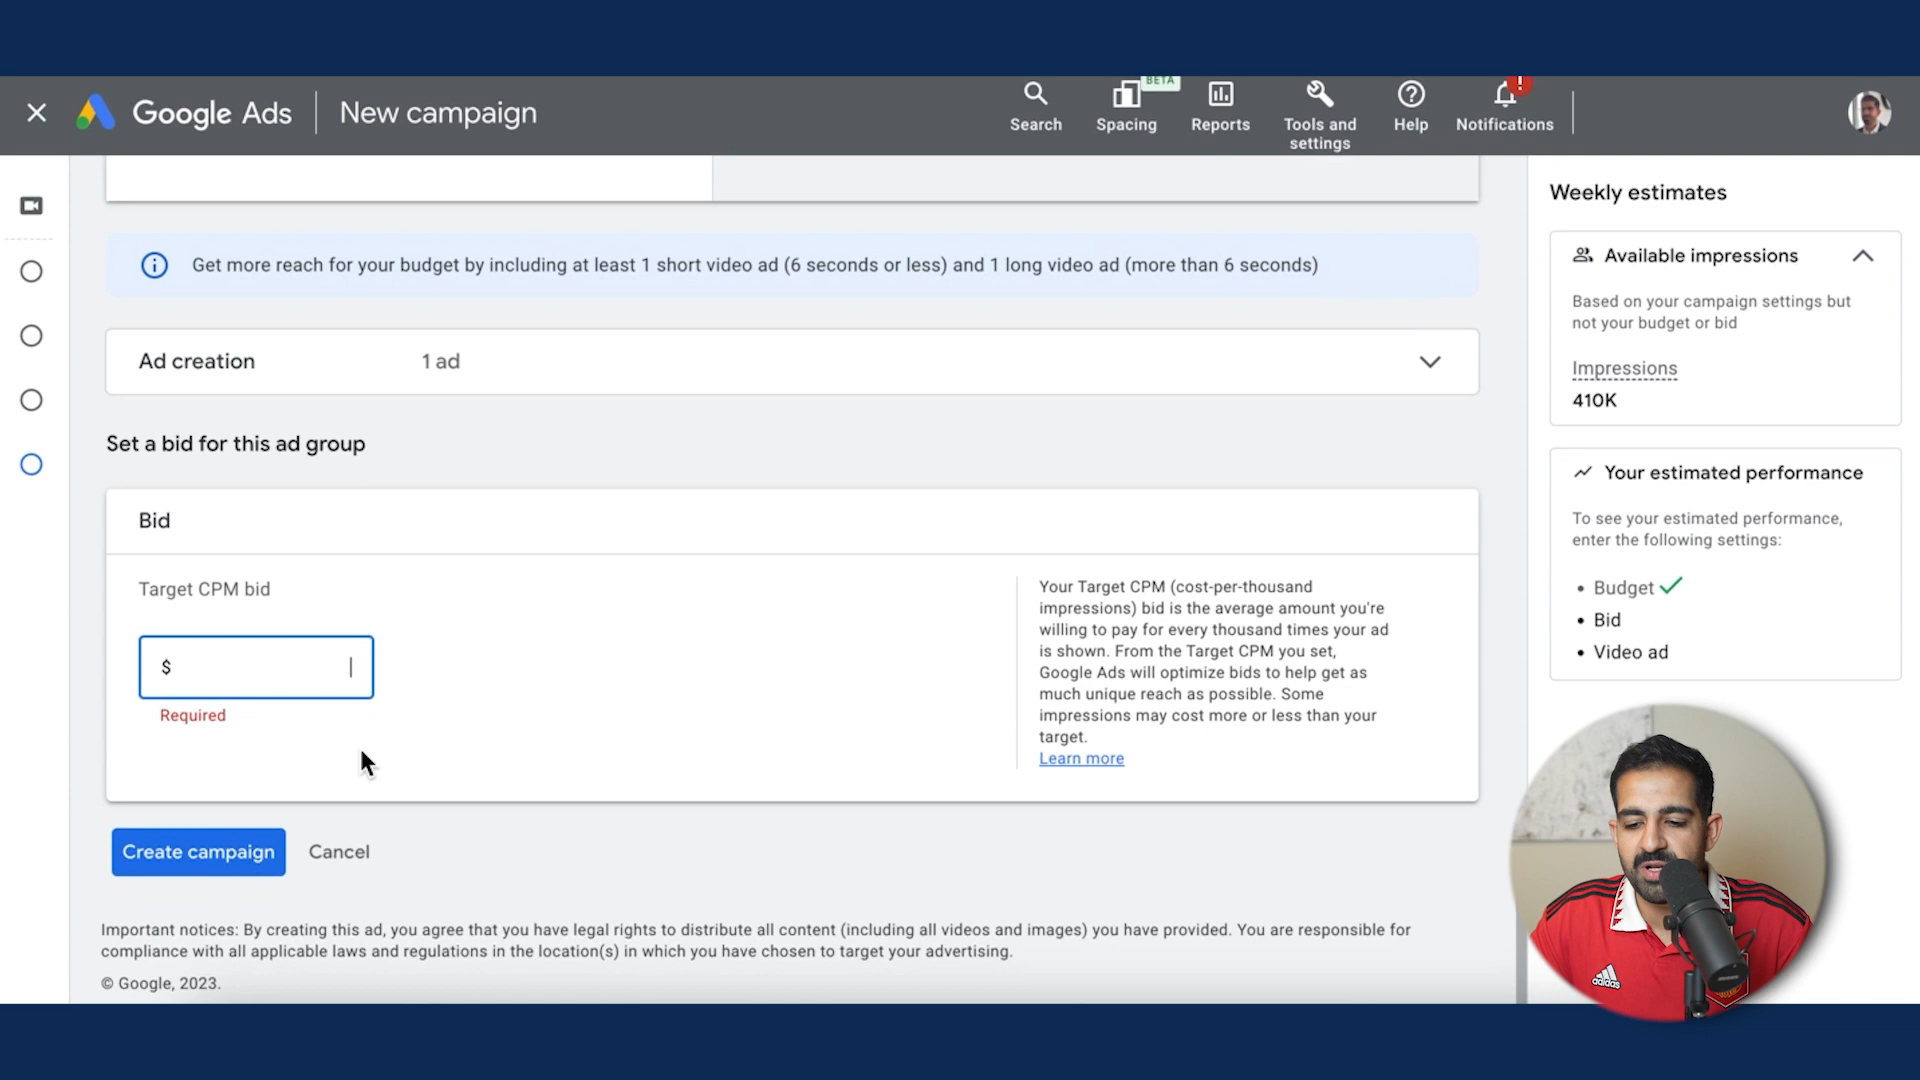 Google Ads
New campaign
Search
BETA
Spacing
Reports
Tools and
settings
Help
!
Notifications
Get more reach for your budget by including at least 1 short video ad (6 seconds or less) and 1 long video ad (more than 6 seconds)
Ad creation
1 ad
Set a bid for this ad group
Bid
Target CPM bid
$
Required
Your Target CPM (cost-per-thousand
impressions) bid is the average amount you're
willing to pay for every thousand times your ad
is shown. From the Target CPM you set,
Google Ads will optimize bids to help get as
much unique reach as possible. Some
impressions may cost more or less than your
target.
Learn more
Create campaign
Cancel
Important notices: By creating this ad, you agree that you have legal rights to distribute all content (including all videos and images) you have provided. You are responsible for
compliance with all applicable laws and regulations in the location(s) in which you have chosen to target your advertising.
© Google, 2023.
Weekly estimates
Available impressions
Based on your campaign settings but
not your budget or bid
Impressions
410K
Your estimated performance
To see your estimated performance,
enter the following settings:
• Budget
• Bid
• Video ad
adidas